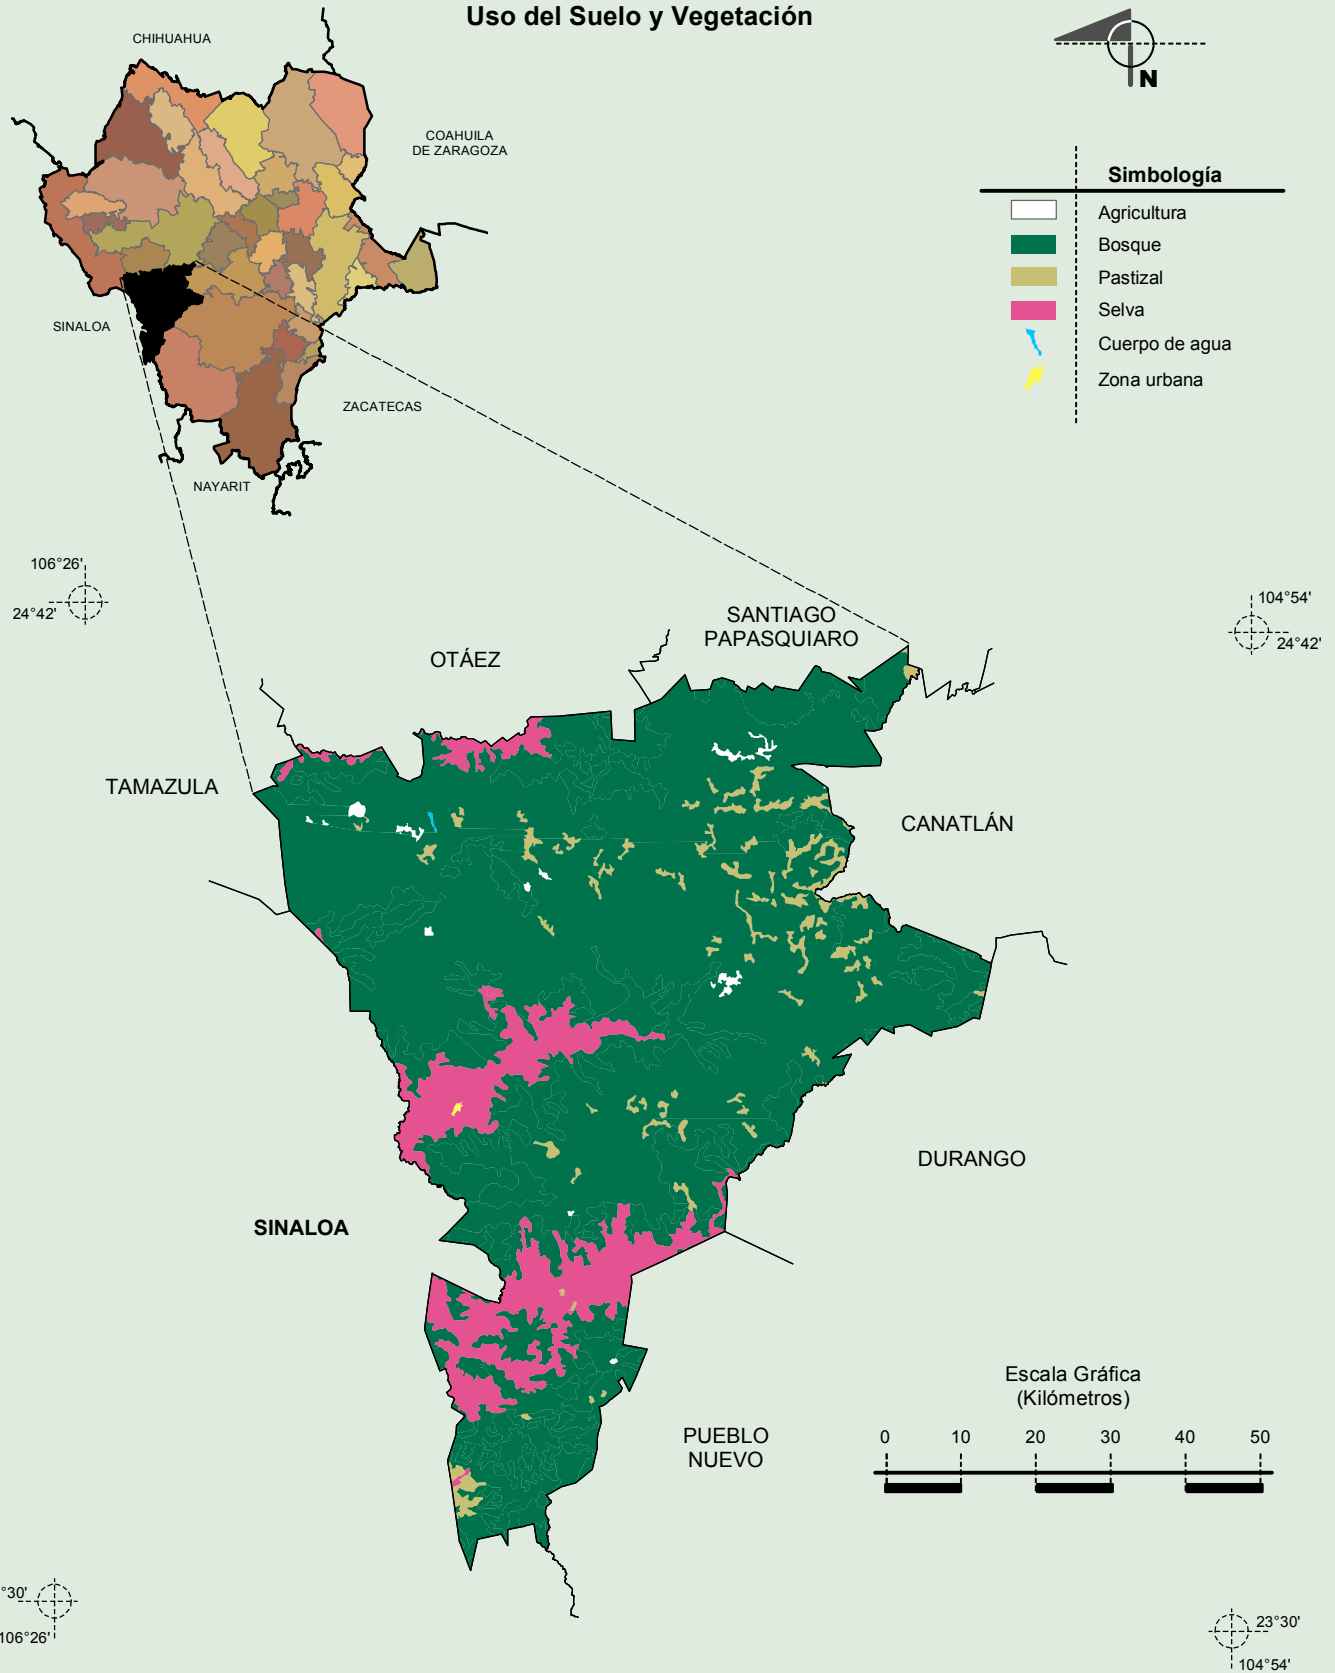 Uso del Suelo y Vegetación
CHIHUAHUA
COAHUILA
DE ZARAGOZA
SINALOA
ZACATECAS
NAYARIT
N
Simbología
Agricultura
Bosque
Pastizal
Selva
Cuerpo de agua
Zona urbana
106°26'
24°42'
104°54'
24°42'
SANTIAGO
PAPASQUIARO
OTÁEZ
TAMAZULA
CANATLÁN
DURANGO
SINALOA
PUEBLO
NUEVO
Escala Gráfica
(Kilómetros)
0 10 20 30 40 50
°30'
106°26'
23°30'
104°54'